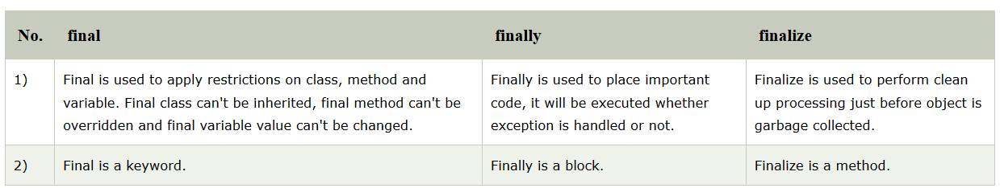 No. final finally finalize
1) Final is used to apply restrictions on class, method and
variable. Final class can't be inherited, final method can't be
overridden and final variable value can't be changed.
Finally is used to place important
code, it will be executed whether
exception is handled or not.
Finalize is used to perform clean
up processing just before object is
garbage collected.
2) Final is a keyword. Finally is a block. Finalize is a method.